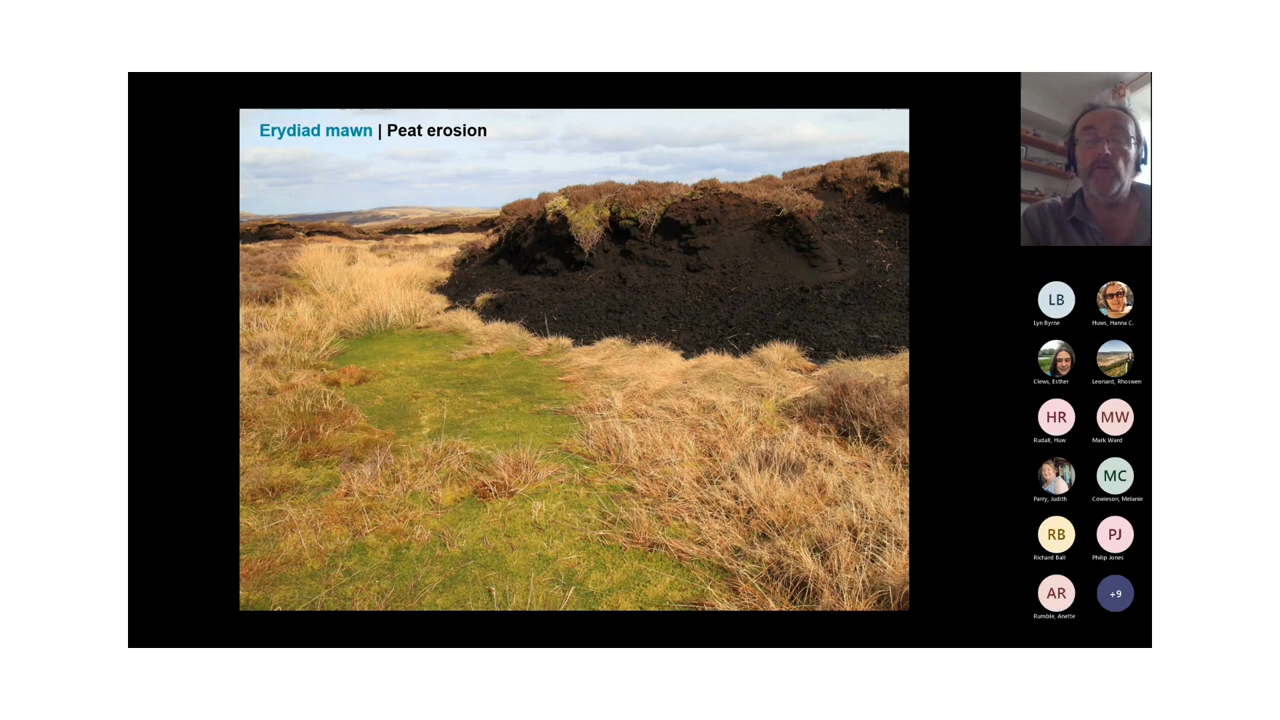 Erydiad mawn | Peat erosion
LB
Lyn Byrne
Huws, Hanna C.
Clews, Esther
Leonard, Rhoswen
HR
Rudall, Huw
MW
Mark Ward
Parry, Judith
MC
Cowieson, Melanie
RB
Richard Ball
PJ
Philip Jones
AR
Rumble, Anette
+9